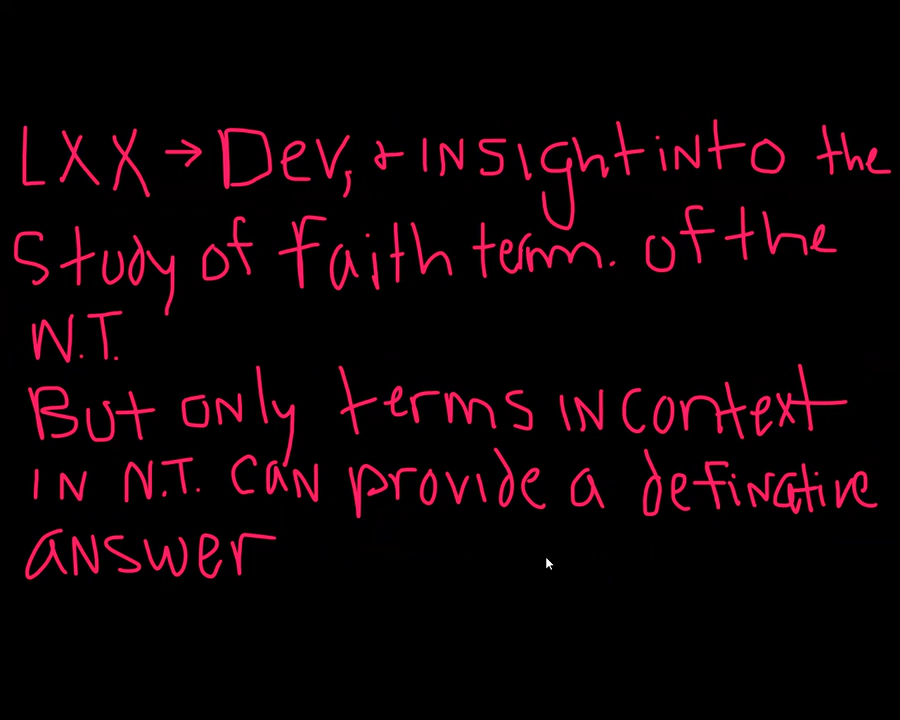 LXX → Dev, & INSight iNto the
Study of Faith term. of the
N.T.
But only terms IN context
IN N.T. CAN provide a definative
answer